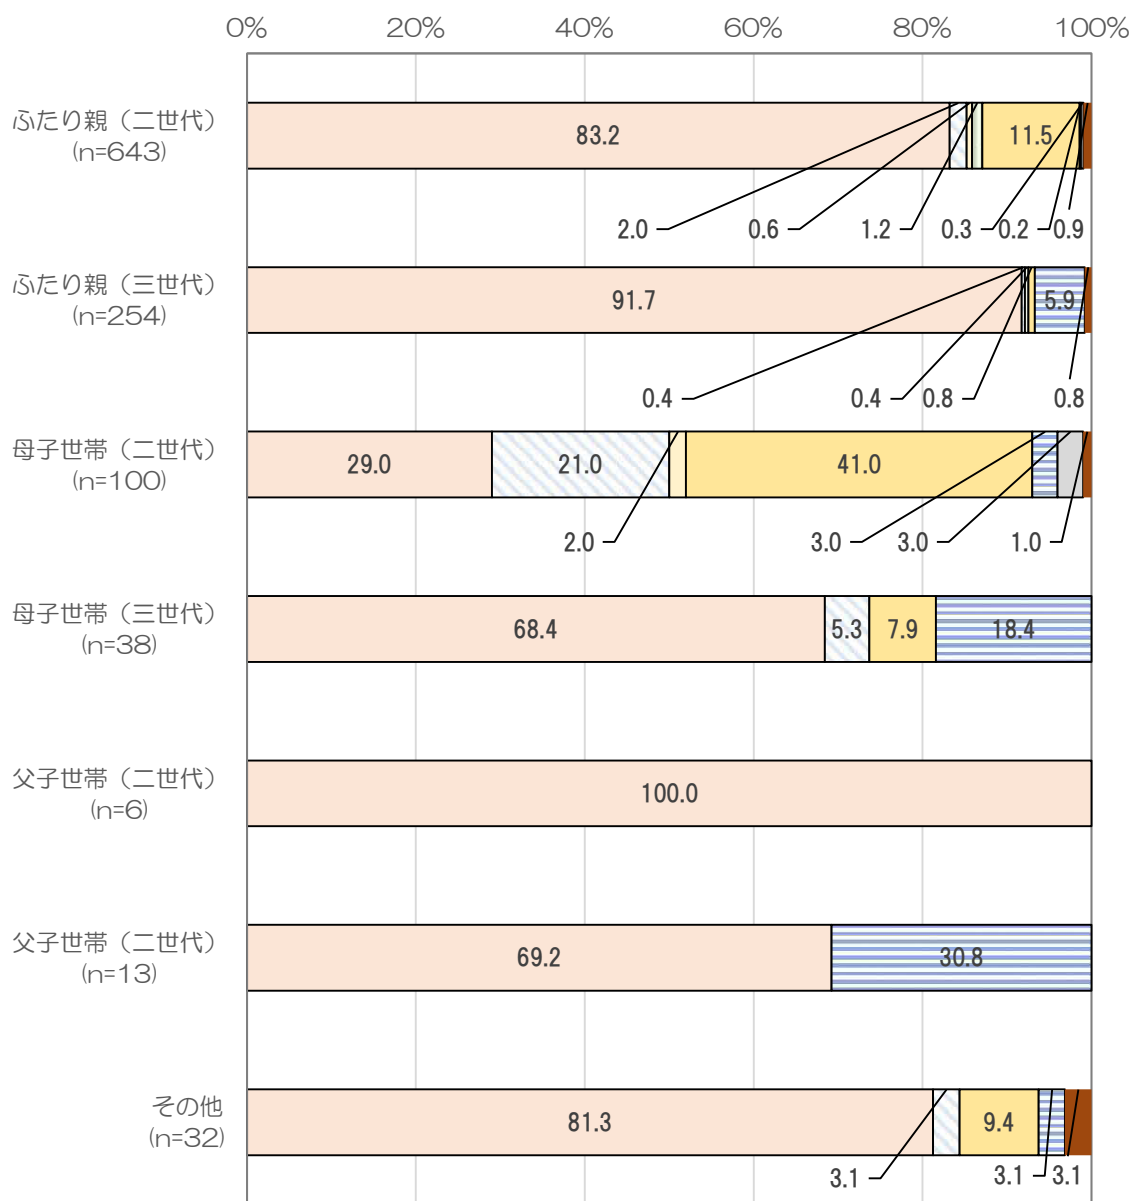 0% 20% 40% 60% 80% 100%
ふたり親（二世代）
(n=643)
83.2 11.5
2.0 0.6 1.2 0.3 0.2 0.9
ふたり親（三世代）
(n=254)
91.7 5.9
0.4 0.4 0.8 0.8
母子世帯（二世代）
(n=100)
29.0 21.0 41.0
2.0 3.0 3.0 1.0
母子世帯（三世代）
(n=38)
68.4 5.3 7.9 18.4
父子世帯（二世代）
(n=6)
100.0
父子世帯（二世代）
(n=13)
69.2 30.8
その他
(n=32)
81.3 9.4
3.1 3.1 3.1